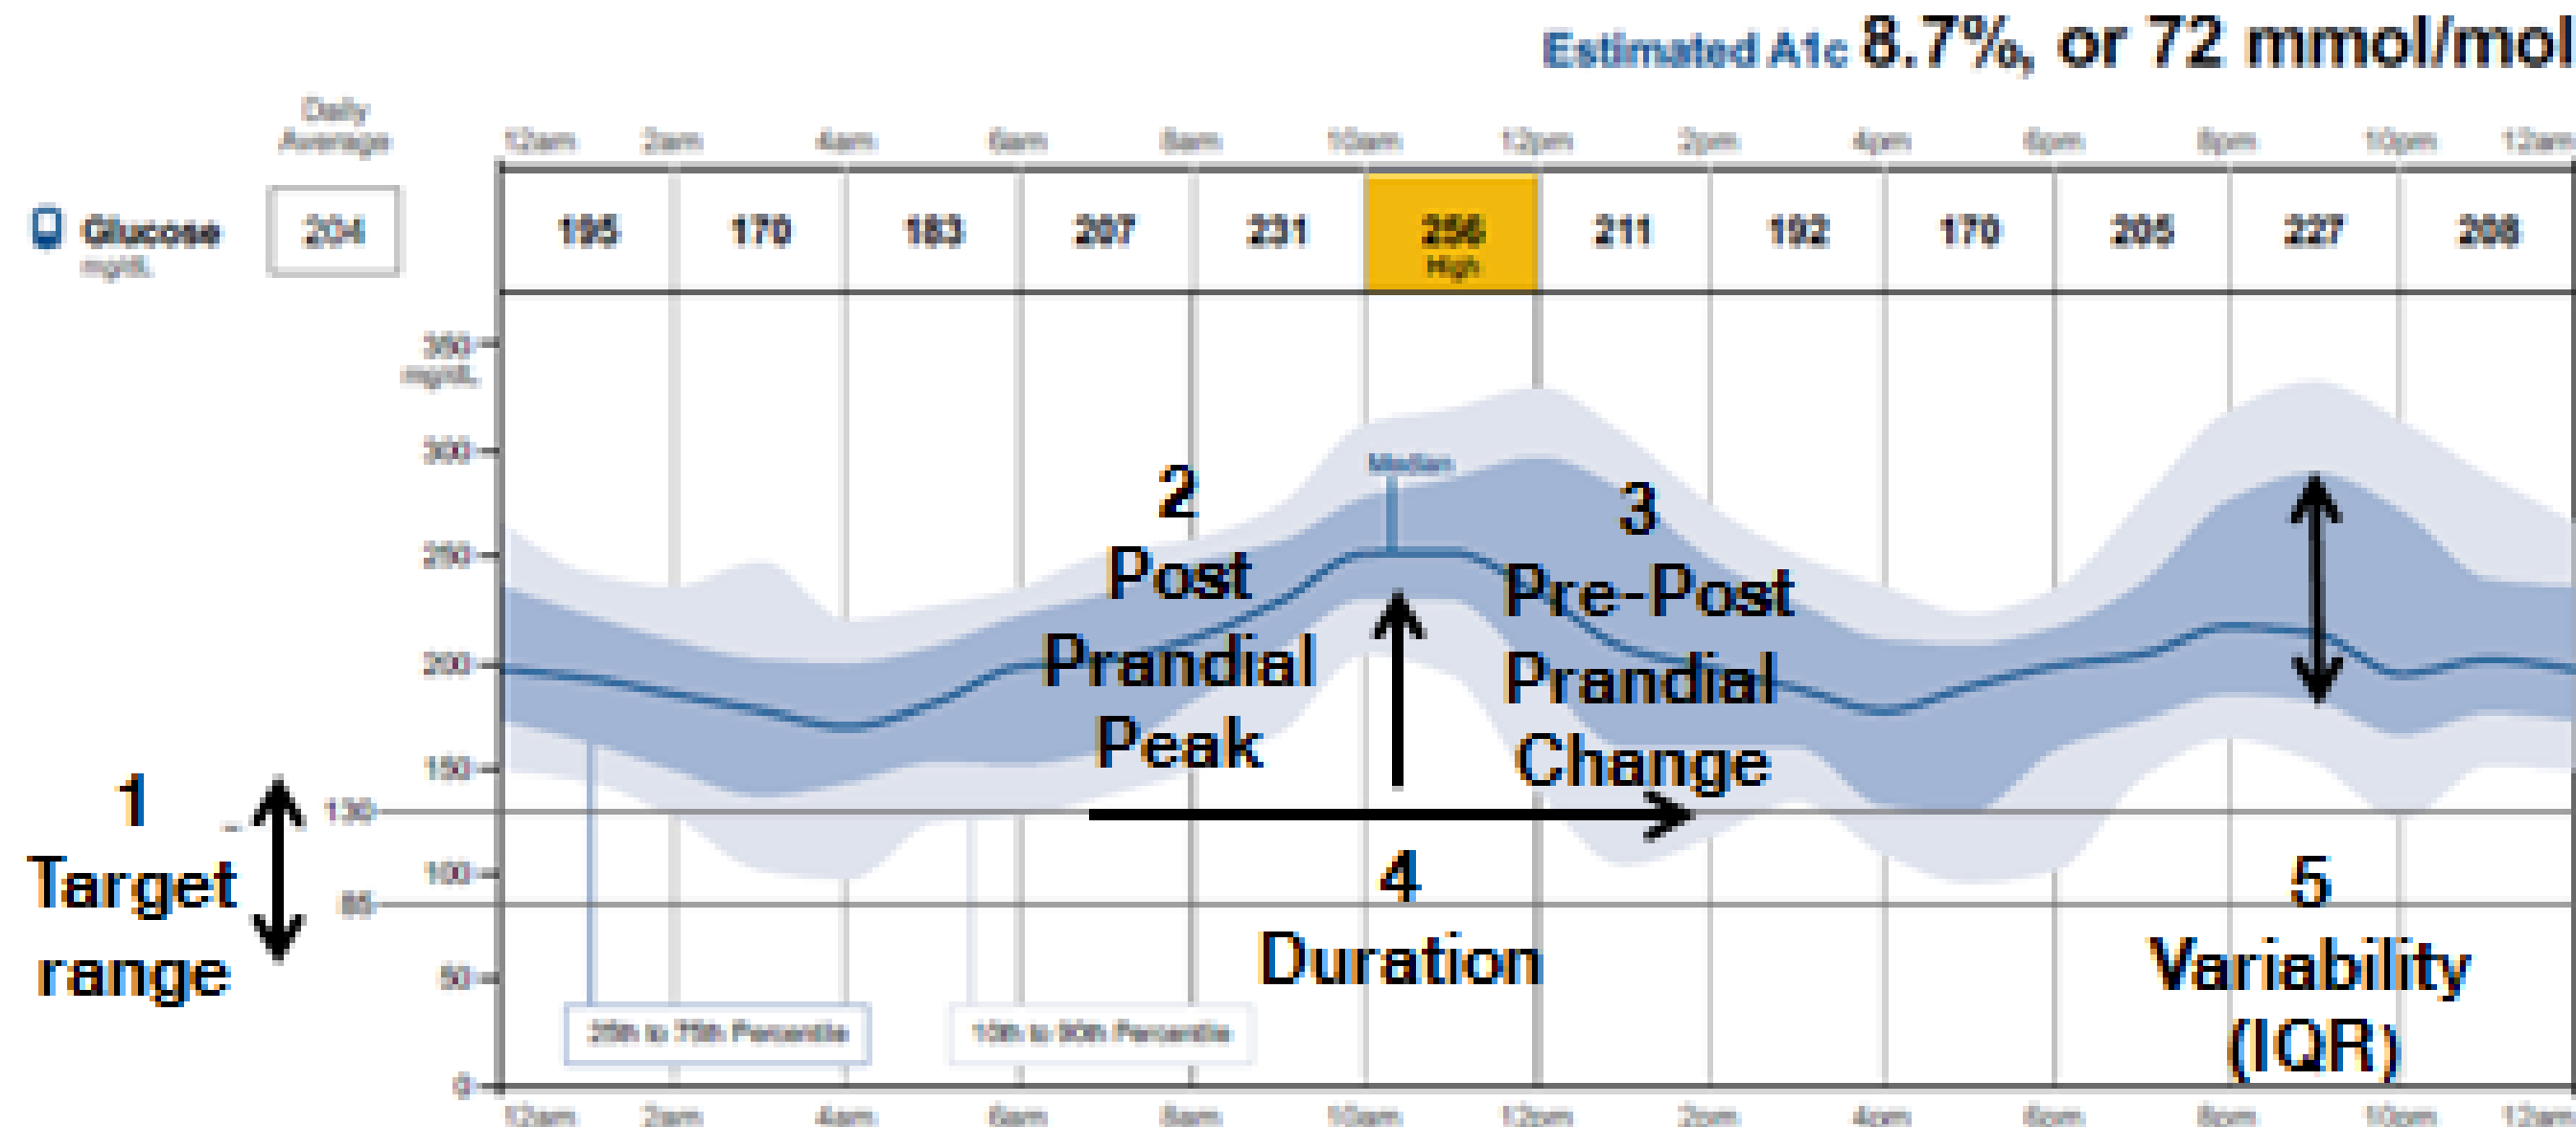 Estimated A1c 8.7%, or 72 mmol/mol
Daily
Average
12am 2am 4am 6am 8am 10am 12pm 2pm 4pm 6pm 8pm 10pm 12am
Glucose
mg/dL
204
195 170 183 207 231 256 211 192 170 205 227 208
High
350
mg/dL
300
Median
250
200
150
130
100
85
50
0
1
Target
range
2
Post
Prandial
Peak
3
Pre-Post
Prandial
Change
4
Duration
5
Variability
(IQR)
25th to 75th Percentile
10th to 90th Percentile
12am 2am 4am 6am 8am 10am 12pm 2pm 4pm 6pm 8pm 10pm 12am